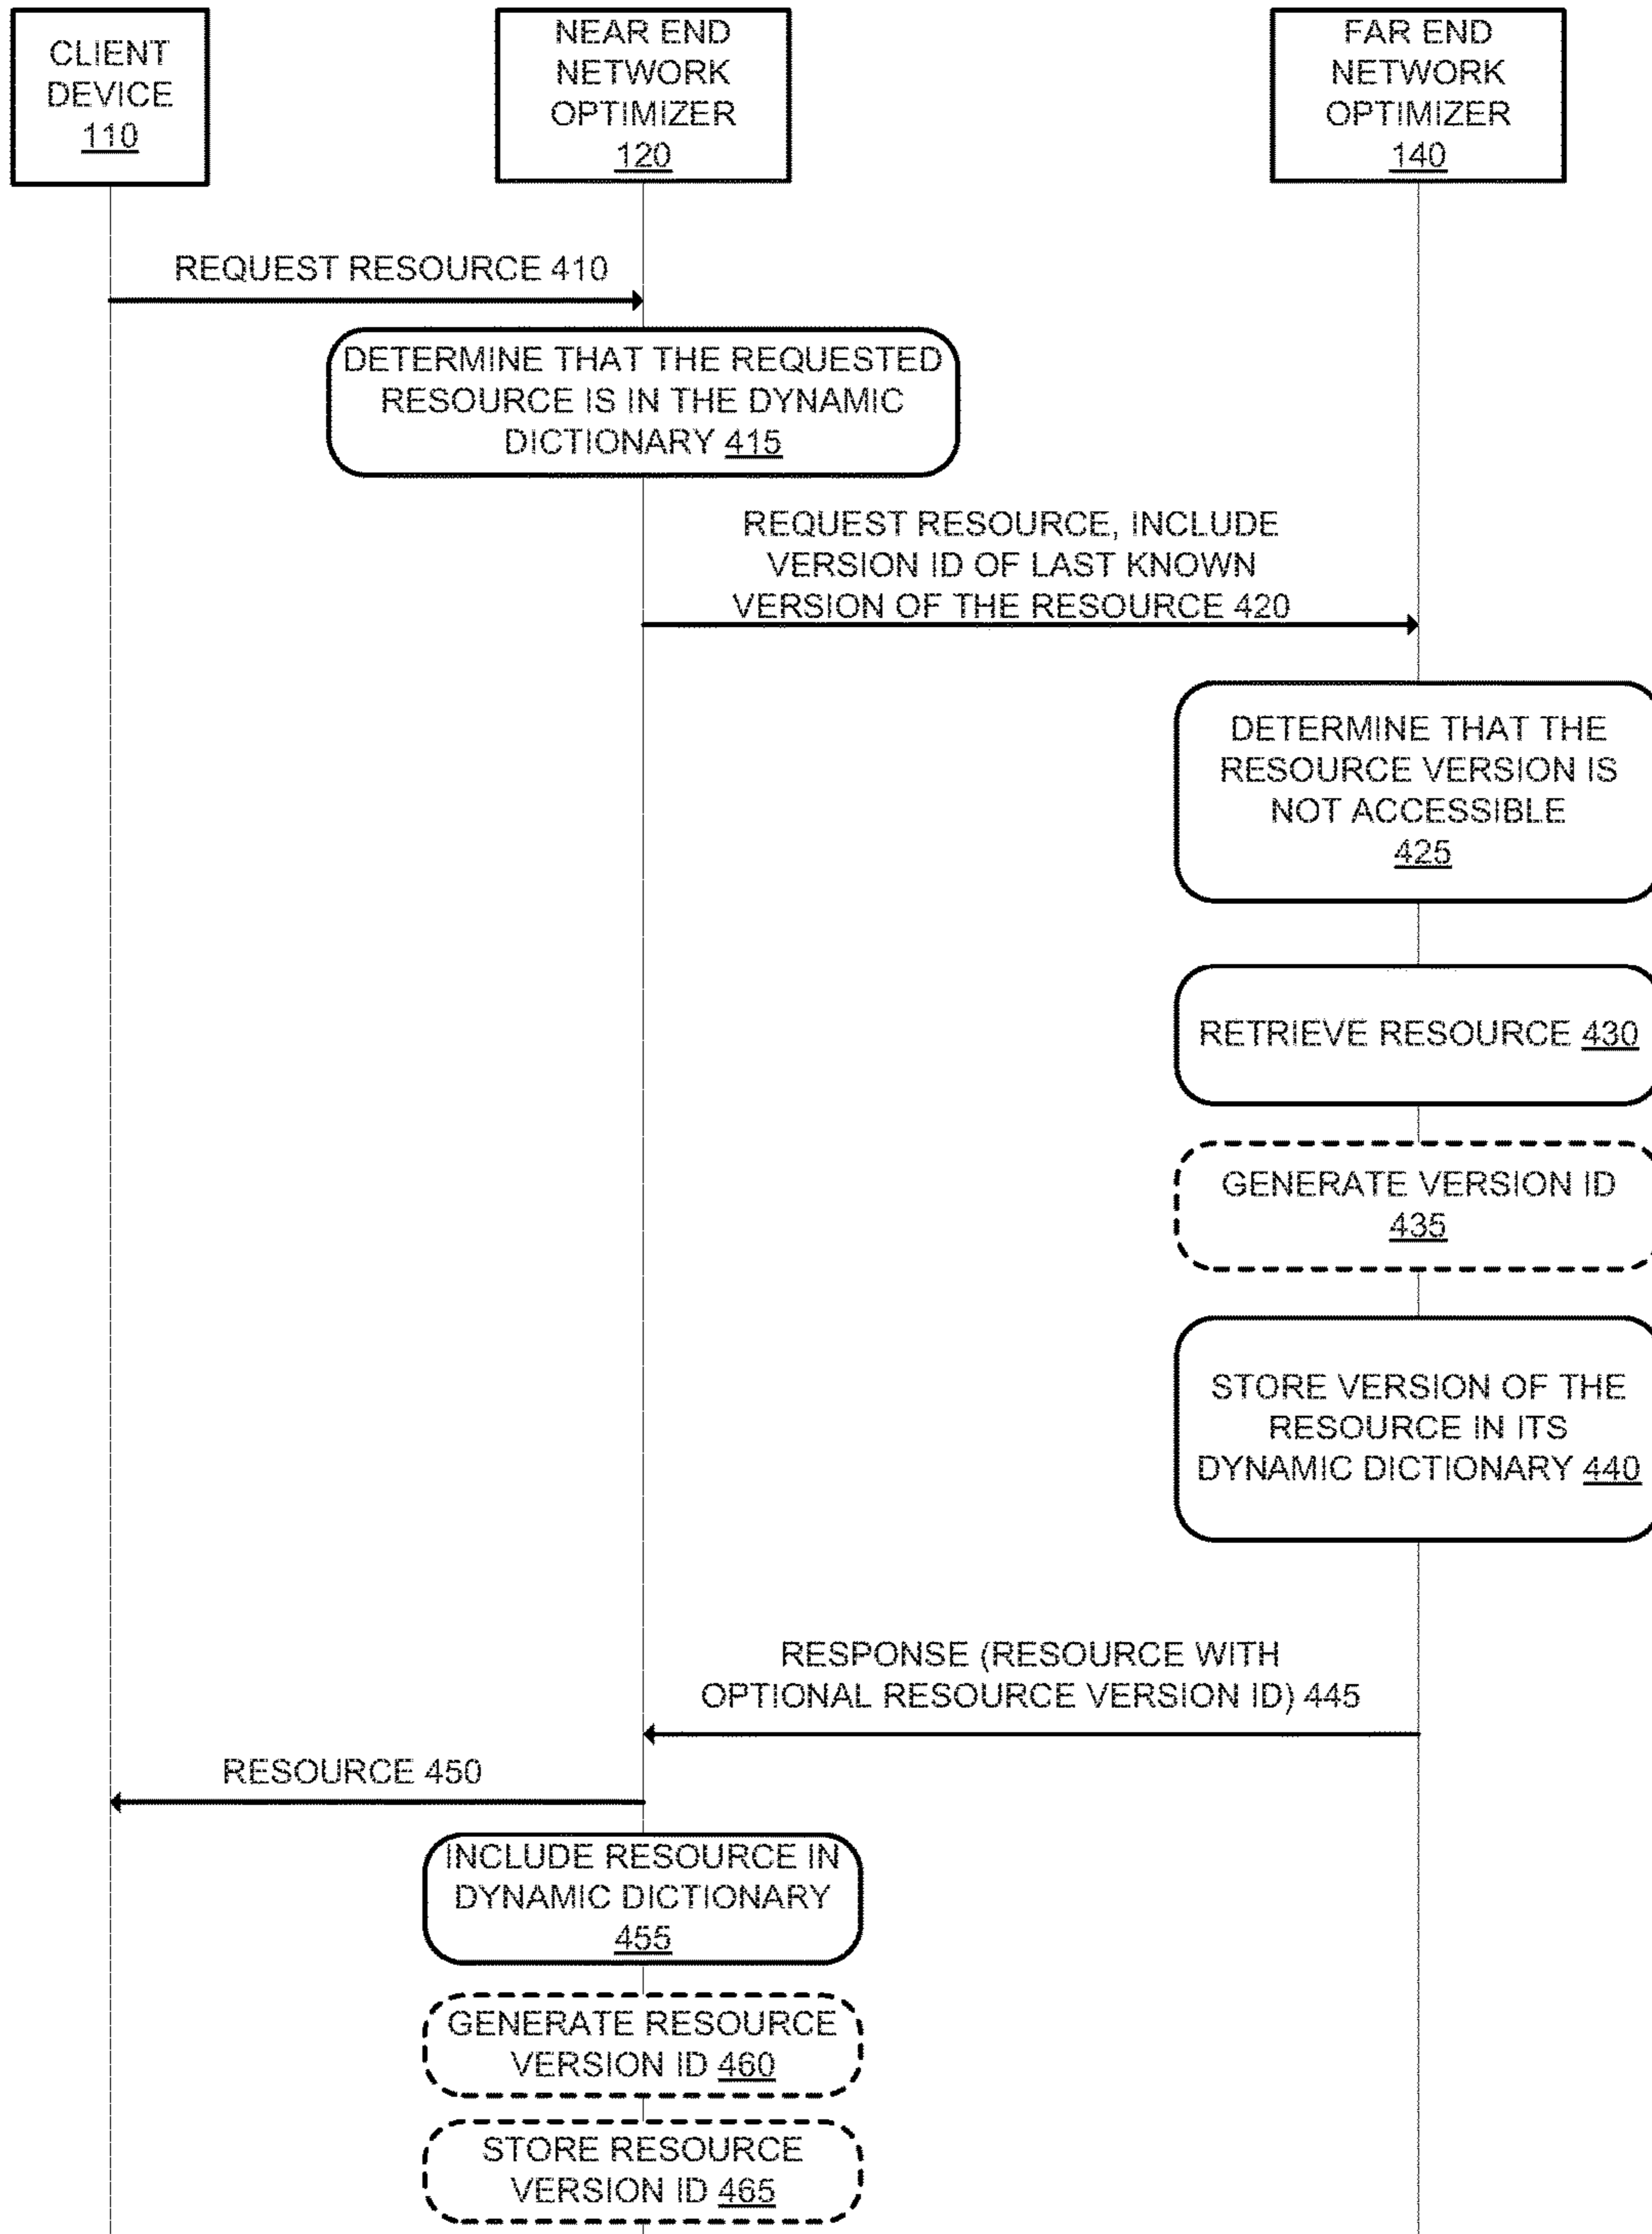 CLIENT
DEVICE
110
NEAR END
NETWORK
OPTIMIZER
120
FAR END
NETWORK
OPTIMIZER
140
REQUEST RESOURCE 410
DETERMINE THAT THE REQUESTED
RESOURCE IS IN THE DYNAMIC
DICTIONARY 415
REQUEST RESOURCE, INCLUDE
VERSION ID OF LAST KNOWN
VERSION OF THE RESOURCE 420
DETERMINE THAT THE
RESOURCE VERSION IS
NOT ACCESSIBLE
425
RETRIEVE RESOURCE 430
GENERATE VERSION ID
435
STORE VERSION OF THE
RESOURCE IN ITS
DYNAMIC DICTIONARY 440
RESPONSE (RESOURCE WITH
OPTIONAL RESOURCE VERSION ID) 445
RESOURCE 450
INCLUDE RESOURCE IN
DYNAMIC DICTIONARY
455
GENERATE RESOURCE
VERSION ID 460
STORE RESOURCE
VERSION ID 465